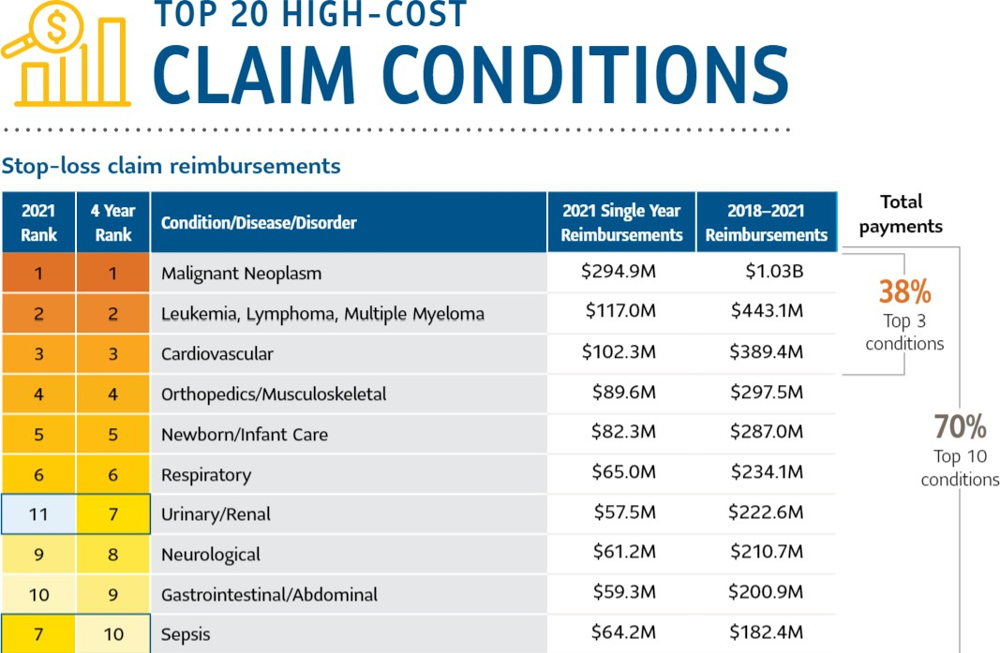 TOP 20 HIGH-COST
CLAIM CONDITIONS
$
Stop-loss claim reimbursements
2021 Rank | 4 Year Rank | Condition/Disease/Disorder | 2021 Single Year Reimbursements | 2018–2021 Reimbursements
1 | 1 | Malignant Neoplasm | $294.9M | $1.03B
2 | 2 | Leukemia, Lymphoma, Multiple Myeloma | $117.0M | $443.1M
3 | 3 | Cardiovascular | $102.3M | $389.4M
4 | 4 | Orthopedics/Musculoskeletal | $89.6M | $297.5M
5 | 5 | Newborn/Infant Care | $82.3M | $287.0M
6 | 6 | Respiratory | $65.0M | $234.1M
11 | 7 | Urinary/Renal | $57.5M | $222.6M
9 | 8 | Neurological | $61.2M | $210.7M
10 | 9 | Gastrointestinal/Abdominal | $59.3M | $200.9M
7 | 10 | Sepsis | $64.2M | $182.4M
Total
payments
38%
Top 3
conditions
70%
Top 10
conditions